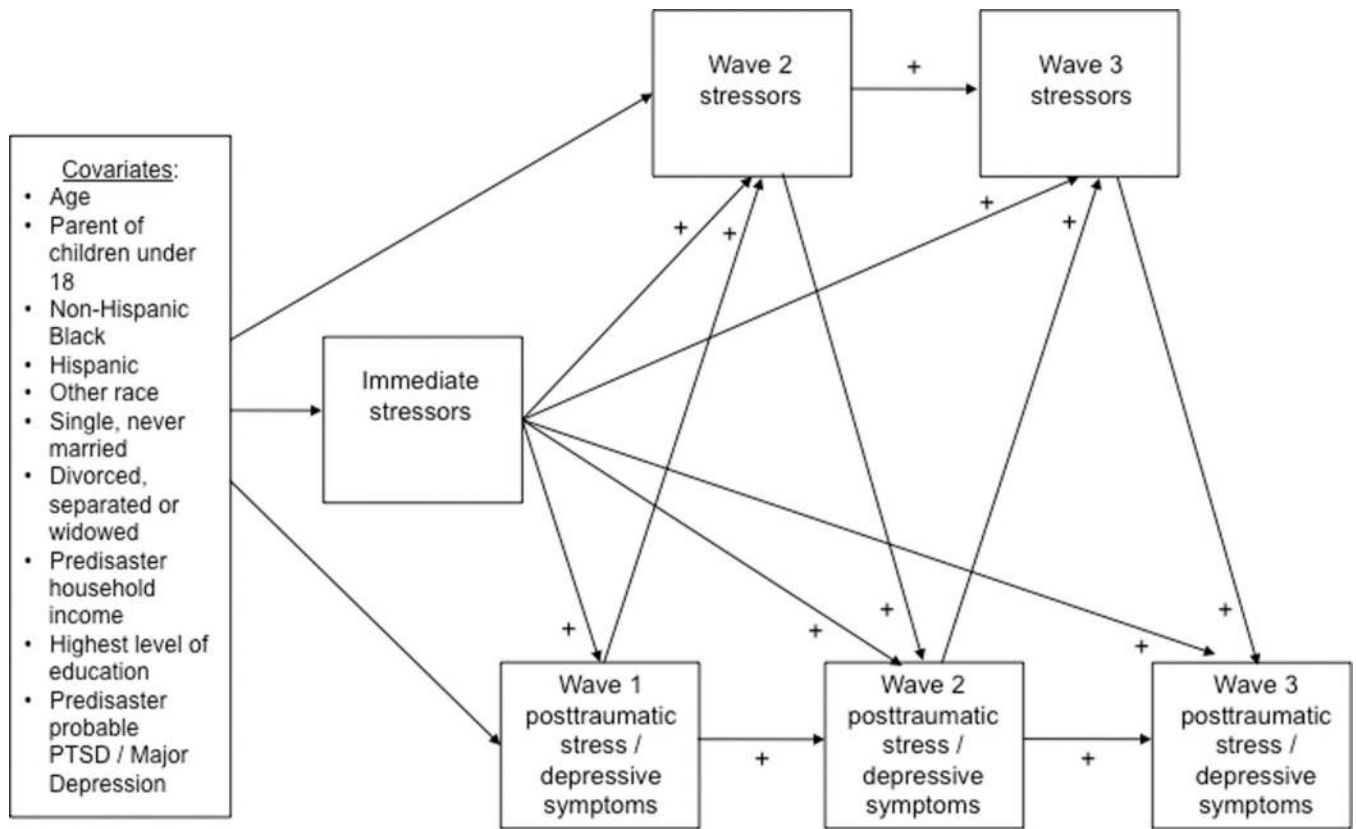 Covariates:
• Age
• Parent of
children under
18
• Non-Hispanic
Black
• Hispanic
• Other race
• Single, never
married
• Divorced,
separated or
widowed
• Predisaster
household
income
• Highest level of
education
• Predisaster
probable
PTSD / Major
Depression
Immediate
stressors
Wave 2
stressors
+
Wave 3
stressors
+
+
+
+
+
+
+
+
+
Wave 1
posttraumatic
stress /
depressive
symptoms
+
Wave 2
posttraumatic
stress /
depressive
symptoms
+
Wave 3
posttraumatic
stress /
depressive
symptoms